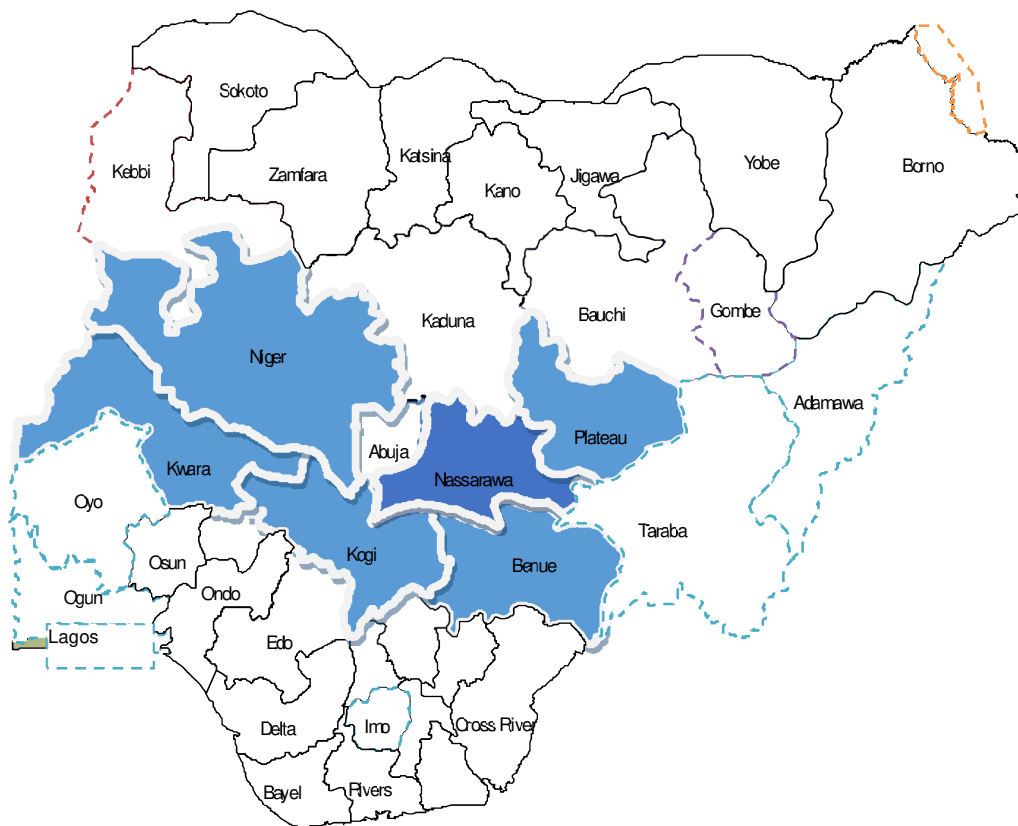 Sokoto
Kebbi
Zamfara
Katsina
Kano
Jigawa
Yobe
Borno
Niger
Kaduna
Bauchi
Gombe
Adamawa
Abuja
Plateau
Kwara
Nassarawa
Oyo
Taraba
Kogi
Osun
Benue
Ogun
Ondo
Lagos
Edo
Delta
Imo
Cross River
Bayel
Rivers